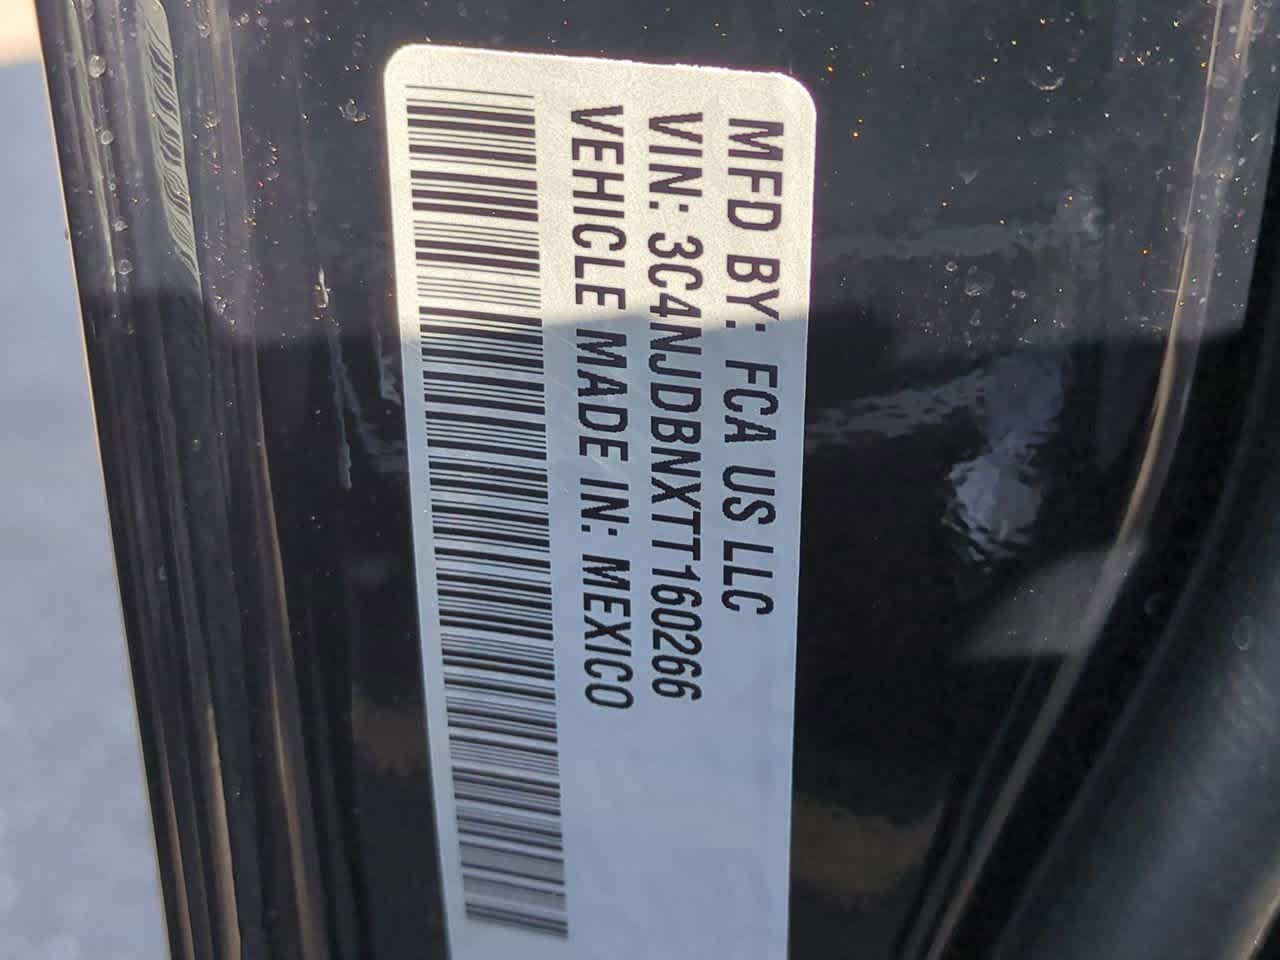 MFD BY: FCA US LLC
VIN: 3C4NJDBNXTT160266
VEHICLE MADE IN: MEXICO